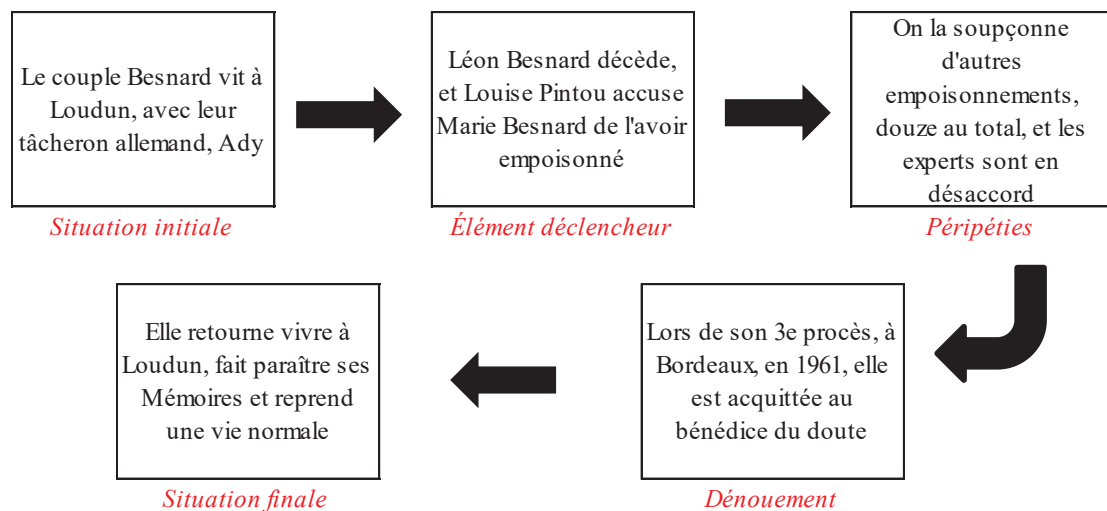 Le couple Besnard vit à
Loudun, avec leur
tâcheron allemand, Ady
Situation initiale
Léon Besnard décède,
et Louise Pintou accuse
Marie Besnard de l'avoir
empoisonné
Élément déclencheur
On la soupçonne
d'autres
empoisonnements,
douze au total, et les
experts sont en
désaccord
Péripéties
Lors de son 3e procès, à
Bordeaux, en 1961, elle
est acquittée au
bénédice du doute
Dénouement
Elle retourne vivre à
Loudun, fait paraître ses
Mémoires et reprend
une vie normale
Situation finale